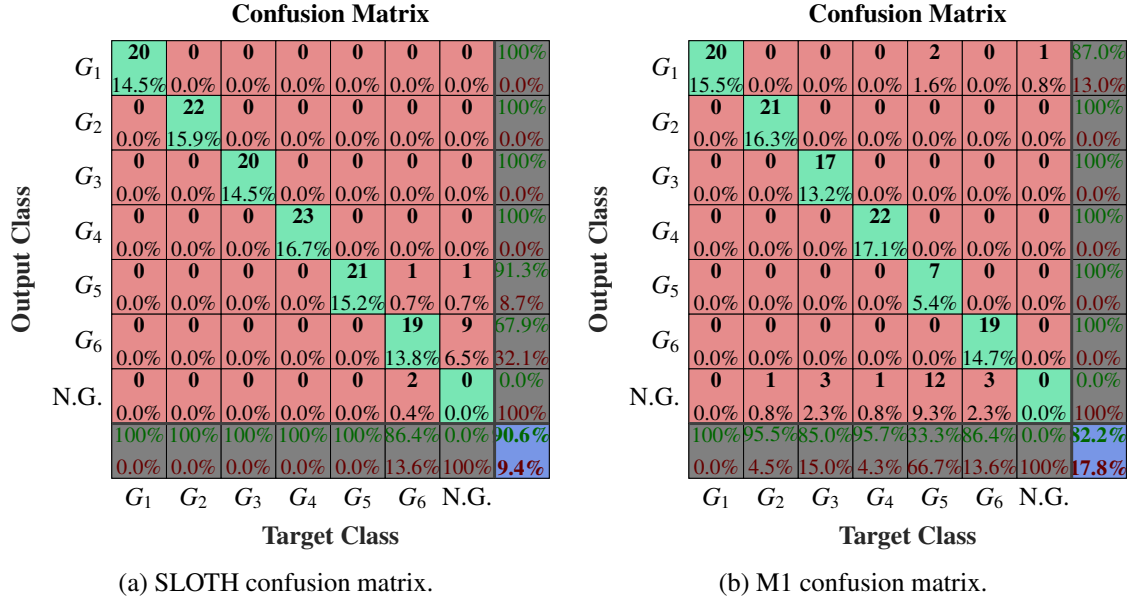 Confusion Matrix
G1 20 0 0 0 0 0 0 100%
14.5% 0.0% 0.0% 0.0% 0.0% 0.0% 0.0% 0.0%
G2 0 22 0 0 0 0 0 100%
0.0% 15.9% 0.0% 0.0% 0.0% 0.0% 0.0% 0.0%
G3 0 0 20 0 0 0 0 100%
0.0% 0.0% 14.5% 0.0% 0.0% 0.0% 0.0% 0.0%
G4 0 0 0 23 0 0 0 100%
0.0% 0.0% 0.0% 16.7% 0.0% 0.0% 0.0% 0.0%
G5 0 0 0 0 21 1 1 91.3%
0.0% 0.0% 0.0% 0.0% 15.2% 0.7% 0.7% 8.7%
G6 0 0 0 0 0 19 9 67.9%
0.0% 0.0% 0.0% 0.0% 0.0% 13.8% 6.5% 32.1%
N.G. 0 0 0 0 0 2 0 0.0%
0.0% 0.0% 0.0% 0.0% 0.0% 0.4% 0.0% 100%
100% 100% 100% 100% 100% 86.4% 0.0% 90.6%
0.0% 0.0% 0.0% 0.0% 0.0% 13.6% 100% 9.4%
G1 G2 G3 G4 G5 G6 N.G.
Output Class
Target Class
(a) SLOTH confusion matrix.
Confusion Matrix
G1 20 0 0 0 2 0 1 87.0%
15.5% 0.0% 0.0% 0.0% 1.6% 0.0% 0.8% 13.0%
G2 0 21 0 0 0 0 0 100%
0.0% 16.3% 0.0% 0.0% 0.0% 0.0% 0.0% 0.0%
G3 0 0 17 0 0 0 0 100%
0.0% 0.0% 13.2% 0.0% 0.0% 0.0% 0.0% 0.0%
G4 0 0 0 22 0 0 0 100%
0.0% 0.0% 0.0% 17.1% 0.0% 0.0% 0.0% 0.0%
G5 0 0 0 0 7 0 0 100%
0.0% 0.0% 0.0% 0.0% 5.4% 0.0% 0.0% 0.0%
G6 0 0 0 0 0 19 0 100%
0.0% 0.0% 0.0% 0.0% 0.0% 14.7% 0.0% 0.0%
N.G. 0 1 3 1 12 3 0 0.0%
0.0% 0.8% 2.3% 0.8% 9.3% 2.3% 0.0% 100%
100% 95.5% 85.0% 95.7% 33.3% 86.4% 0.0% 82.2%
0.0% 4.5% 15.0% 4.3% 66.7% 13.6% 100% 17.8%
G1 G2 G3 G4 G5 G6 N.G.
Output Class
Target Class
(b) M1 confusion matrix.